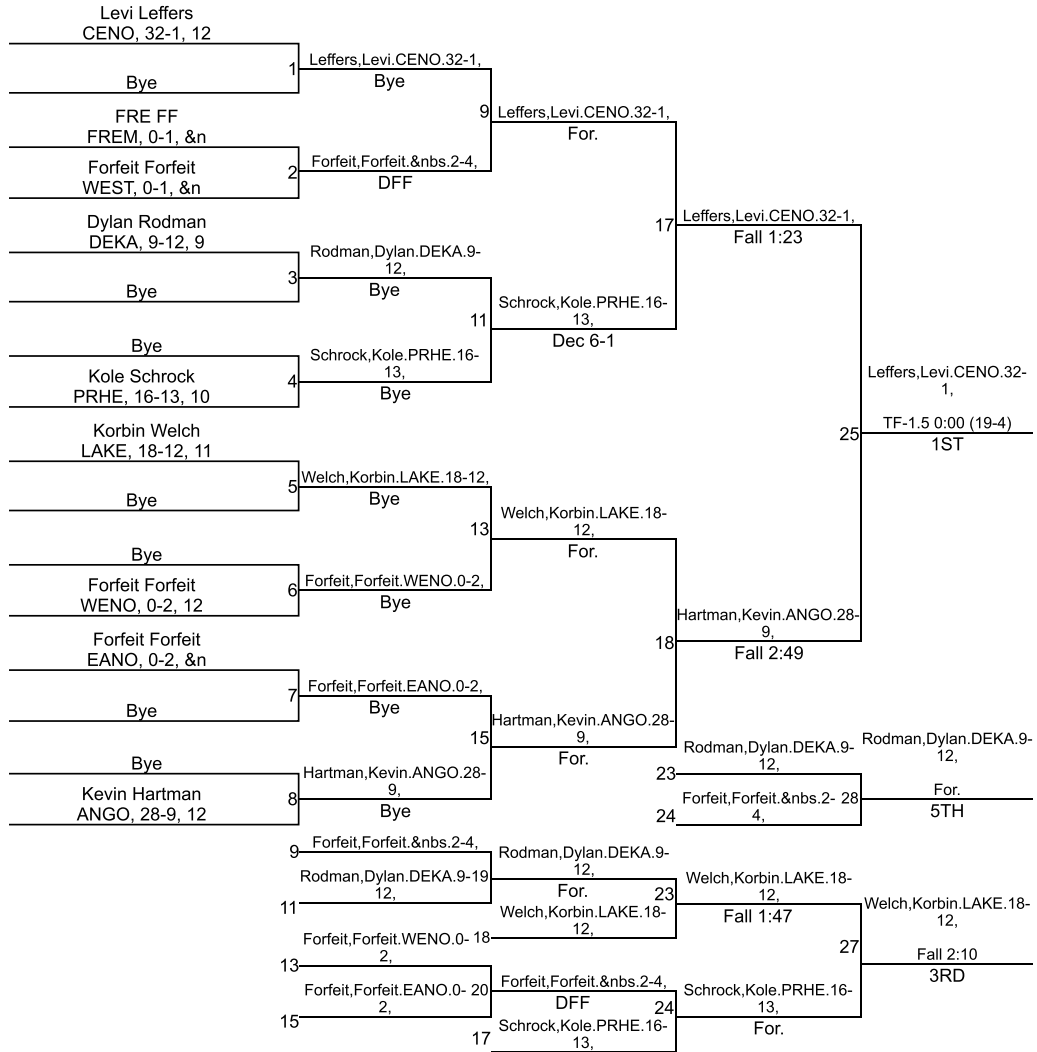 Levi Leffers
CENO, 32-1, 12
Bye
1
Leffers,Levi.CENO.32-1,
Bye
FRE FF
FREM, 0-1, &n
Forfeit Forfeit
WEST, 0-1, &n
2
Forfeit,Forfeit.&nbs.2-4,
DFF
9
Leffers,Levi.CENO.32-1,
For.
Dylan Rodman
DEKA, 9-12, 9
Bye
3
Rodman,Dylan.DEKA.9-
12,
Bye
Bye
Kole Schrock
PRHE, 16-13, 10
4
Schrock,Kole.PRHE.16-
13,
Bye
11
Schrock,Kole.PRHE.16-
13,
Dec 6-1
17
Leffers,Levi.CENO.32-1,
Fall 1:23
Korbin Welch
LAKE, 18-12, 11
Bye
5
Welch,Korbin.LAKE.18-12,
Bye
Bye
Forfeit Forfeit
WENO, 0-2, 12
6
Forfeit,Forfeit.WENO.0-2,
Bye
13
Welch,Korbin.LAKE.18-
12,
For.
Forfeit Forfeit
EANO, 0-2, &n
Bye
7
Forfeit,Forfeit.EANO.0-2,
Bye
Bye
Kevin Hartman
ANGO, 28-9, 12
8
Hartman,Kevin.ANGO.28-
9,
Bye
15
Hartman,Kevin.ANGO.28-
9,
For.
18
Hartman,Kevin.ANGO.28-
9,
Fall 2:49
25
Leffers,Levi.CENO.32-
1,
TF-1.5 0:00 (19-4)
1ST
23
Rodman,Dylan.DEKA.9-
12,
24
Forfeit,Forfeit.&nbs.2-
4,
28
Rodman,Dylan.DEKA.9-
12,
For.
5TH
9
Forfeit,Forfeit.&nbs.2-4,
11
Rodman,Dylan.DEKA.9-
12,
19
Rodman,Dylan.DEKA.9-
12,
For.
18
Welch,Korbin.LAKE.18-
12,
23
Welch,Korbin.LAKE.18-
12,
Fall 1:47
13
Forfeit,Forfeit.WENO.0-
2,
15
Forfeit,Forfeit.EANO.0-
2,
20
Forfeit,Forfeit.&nbs.2-4,
DFF
17
Schrock,Kole.PRHE.16-
13,
24
Schrock,Kole.PRHE.16-
13,
For.
27
Welch,Korbin.LAKE.18-
12,
Fall 2:10
3RD